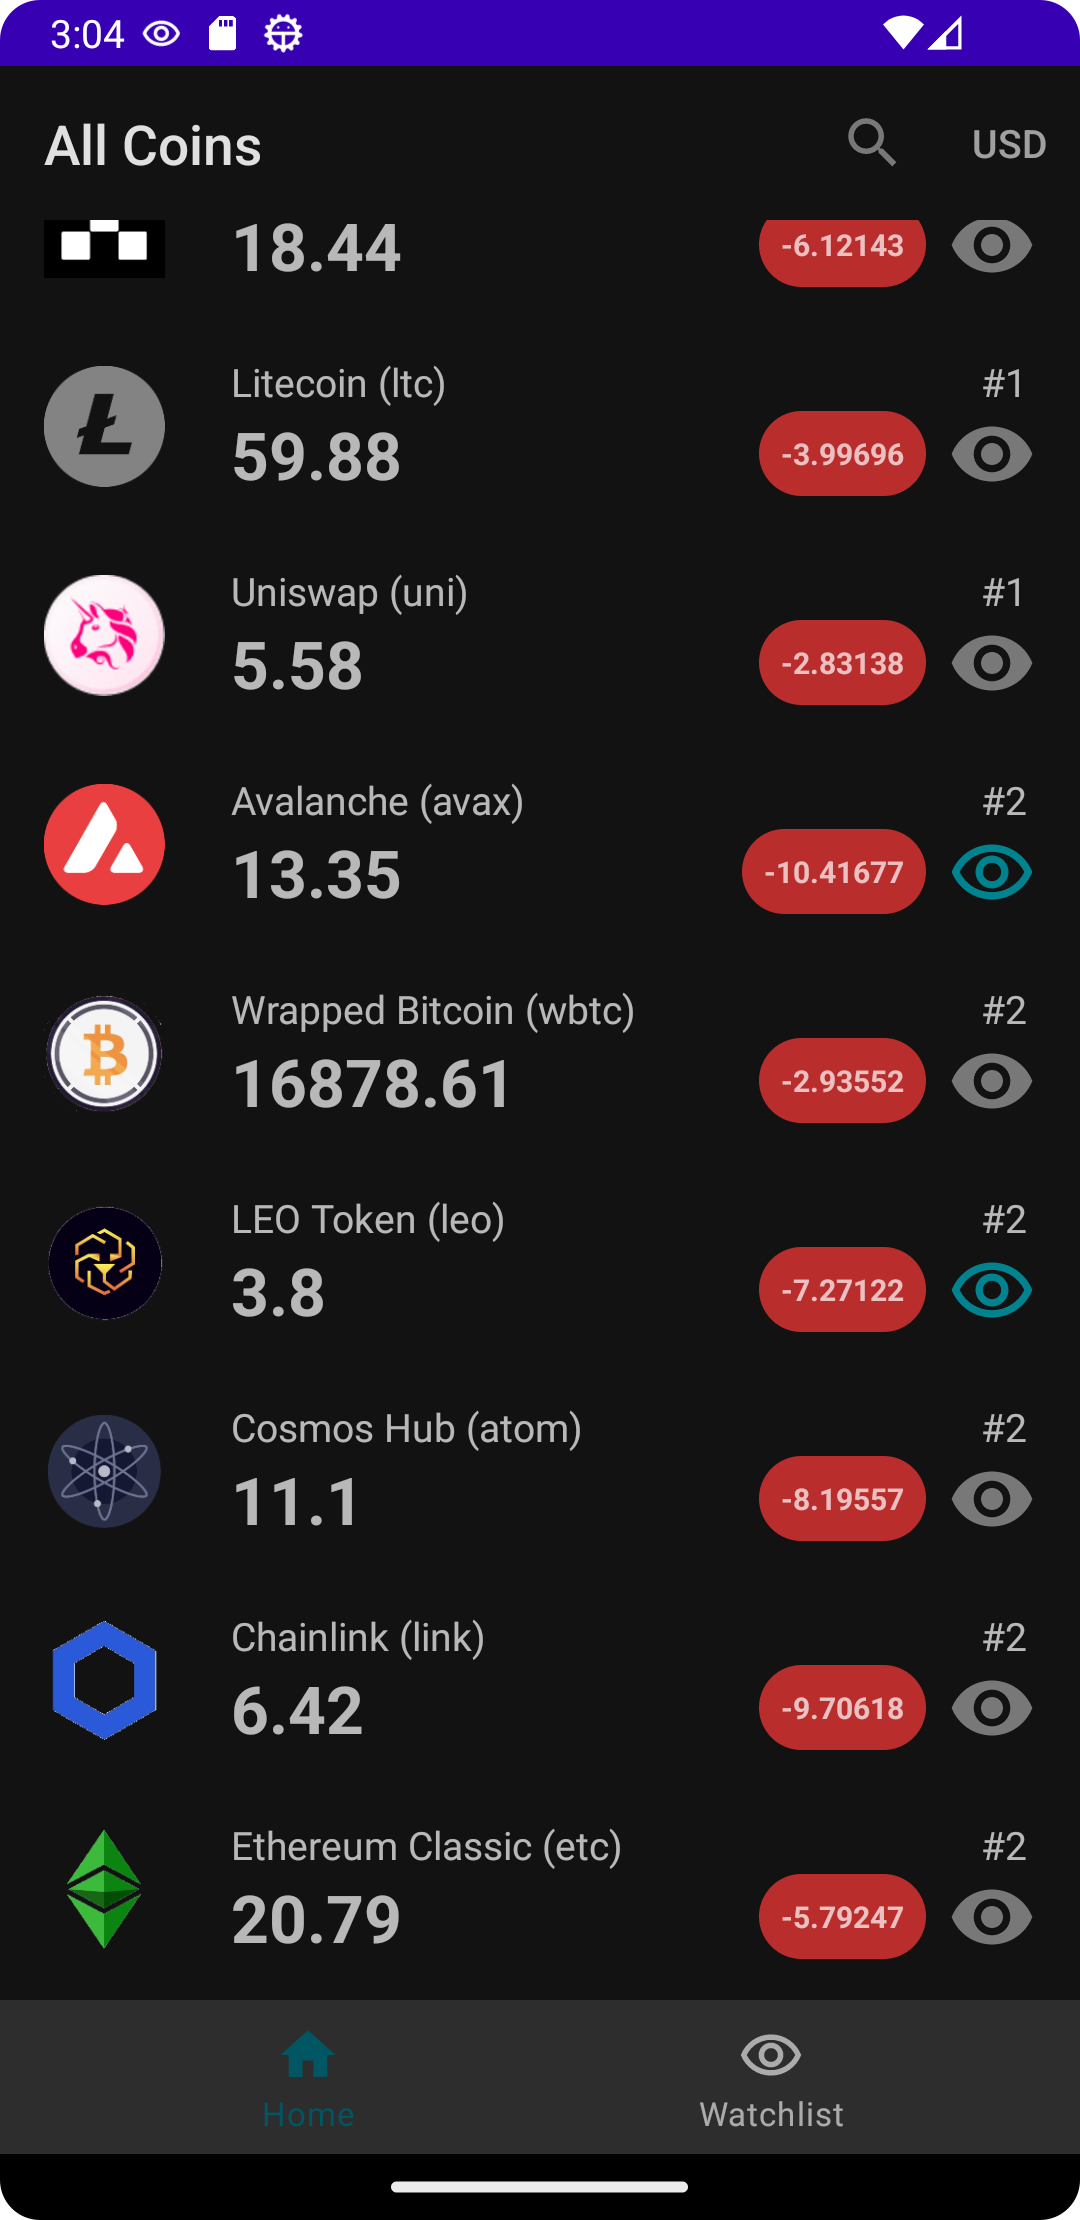 3:04
All Coins
USD
18.44
-6.12143
Litecoin (ltc)
#1
59.88
-3.99696
Uniswap (uni)
#1
5.58
-2.83138
Avalanche (avax)
#2
13.35
-10.41677
Wrapped Bitcoin (wbtc)
#2
16878.61
-2.93552
LEO Token (leo)
#2
3.8
-7.27122
Cosmos Hub (atom)
#2
11.1
-8.19557
Chainlink (link)
#2
6.42
-9.70618
Ethereum Classic (etc)
#2
20.79
-5.79247
Home
Watchlist